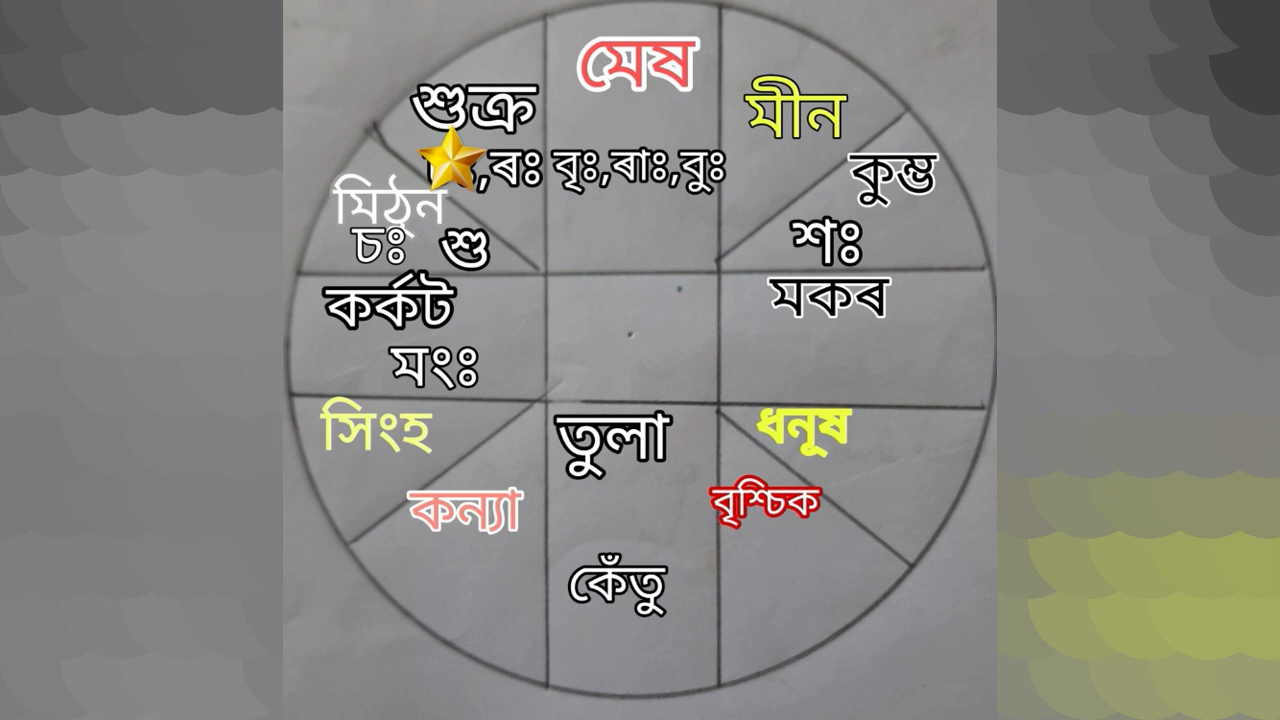 মেষ
শুক্ৰ
মীন
,ৰঃ বৃঃ,ৰাঃ,বুঃ
কুম্ভ
মিঠুন
চঃ শু
শঃ
কৰ্কট
মকৰ
মংঃ
সিংহ
তুলা
ধনুষ
কন্যা
বৃশ্চিক
কেঁতু